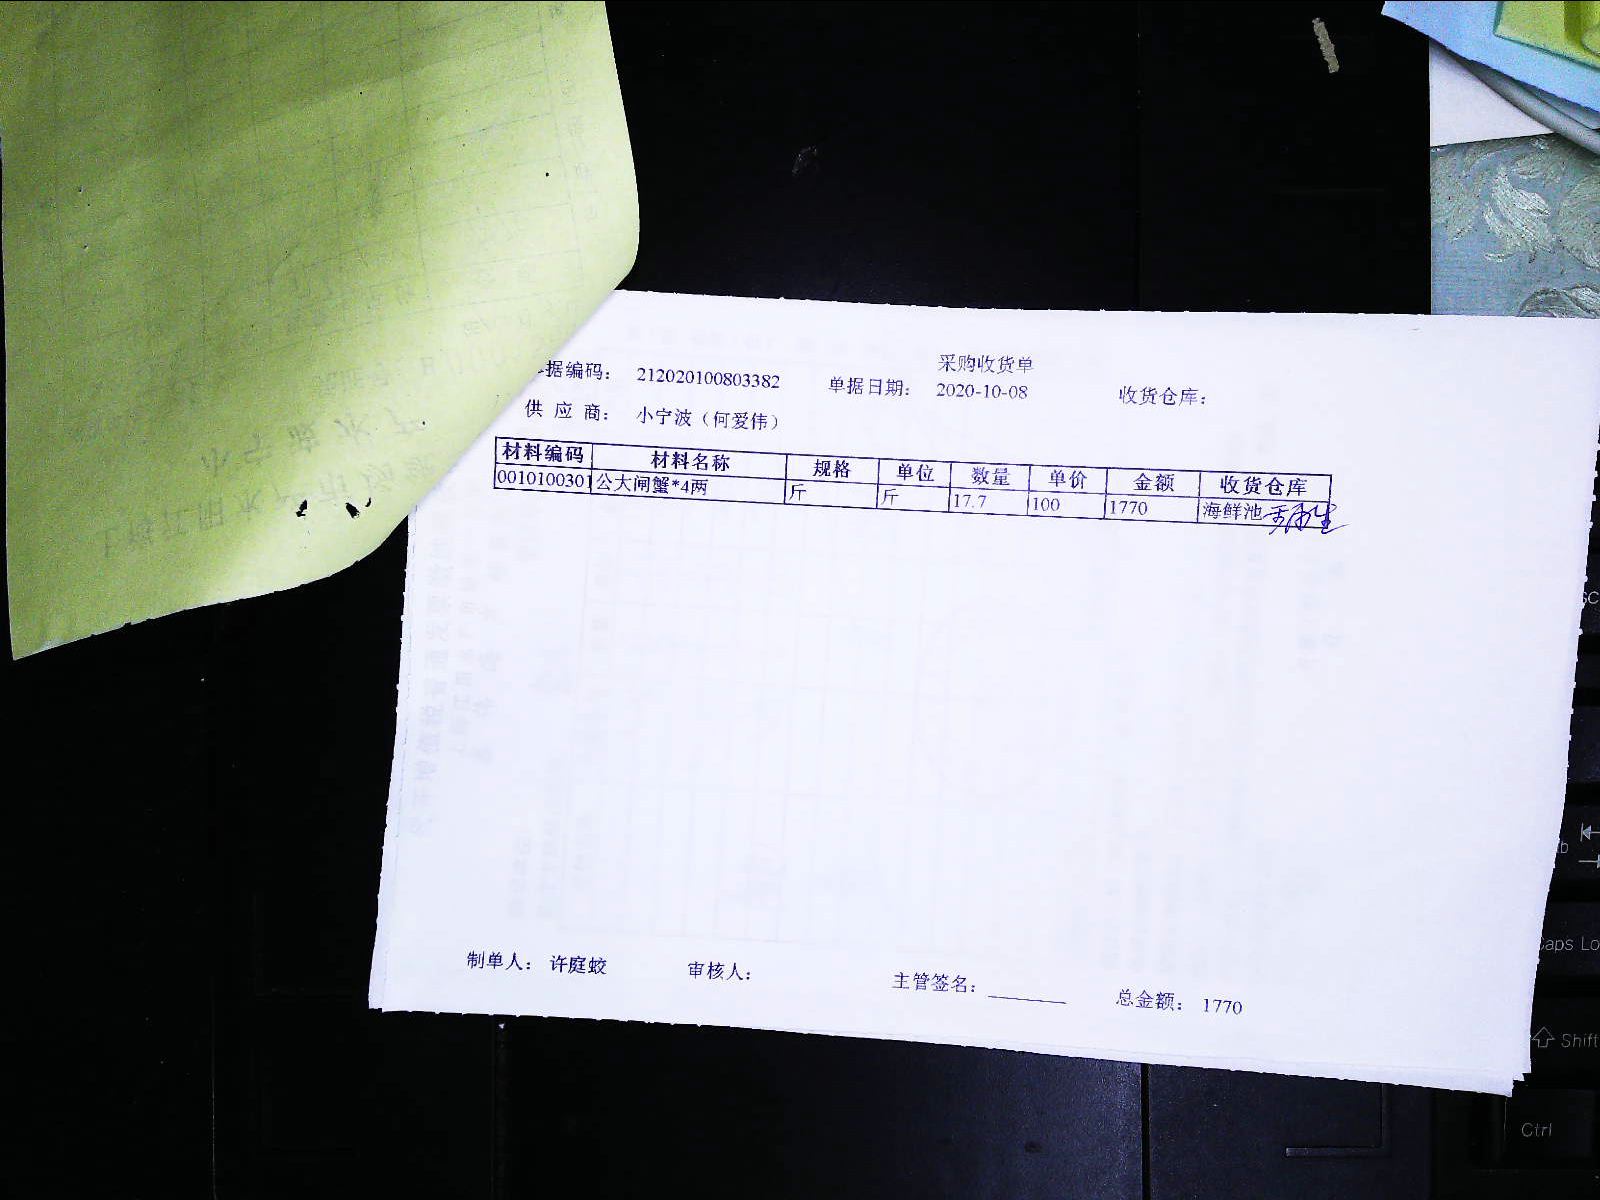 采购收货单
据编码： 212020100803382 单据日期： 2020-10-08 收货仓库：
供 应 商： 小宁波（何爱伟）
材料编码 材料名称 规格 单位 数量 单价 金额 收货仓库
0010100301 公大闸蟹*4两 斤 斤 17.7 100 1770 海鲜池
制单人： 许庭蛟 审核人： 主管签名： 总金额： 1770
Caps Lo
Shift
Ctrl